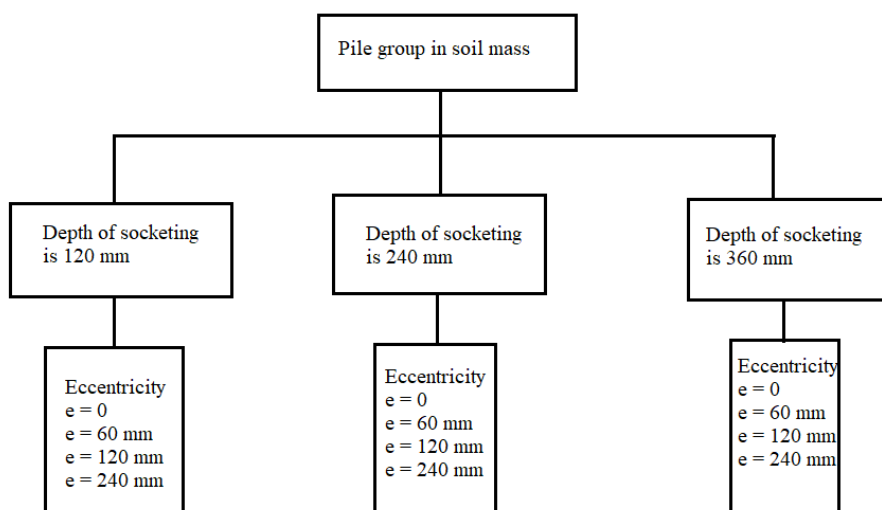 Pile group in soil mass
Depth of socketing
is 120 mm
Depth of socketing
is 240 mm
Depth of socketing
is 360 mm
Eccentricity
e = 0
e = 60 mm
e = 120 mm
e = 240 mm
Eccentricity
e = 0
e = 60 mm
e = 120 mm
e = 240 mm
Eccentricity
e = 0
e = 60 mm
e = 120 mm
e = 240 mm